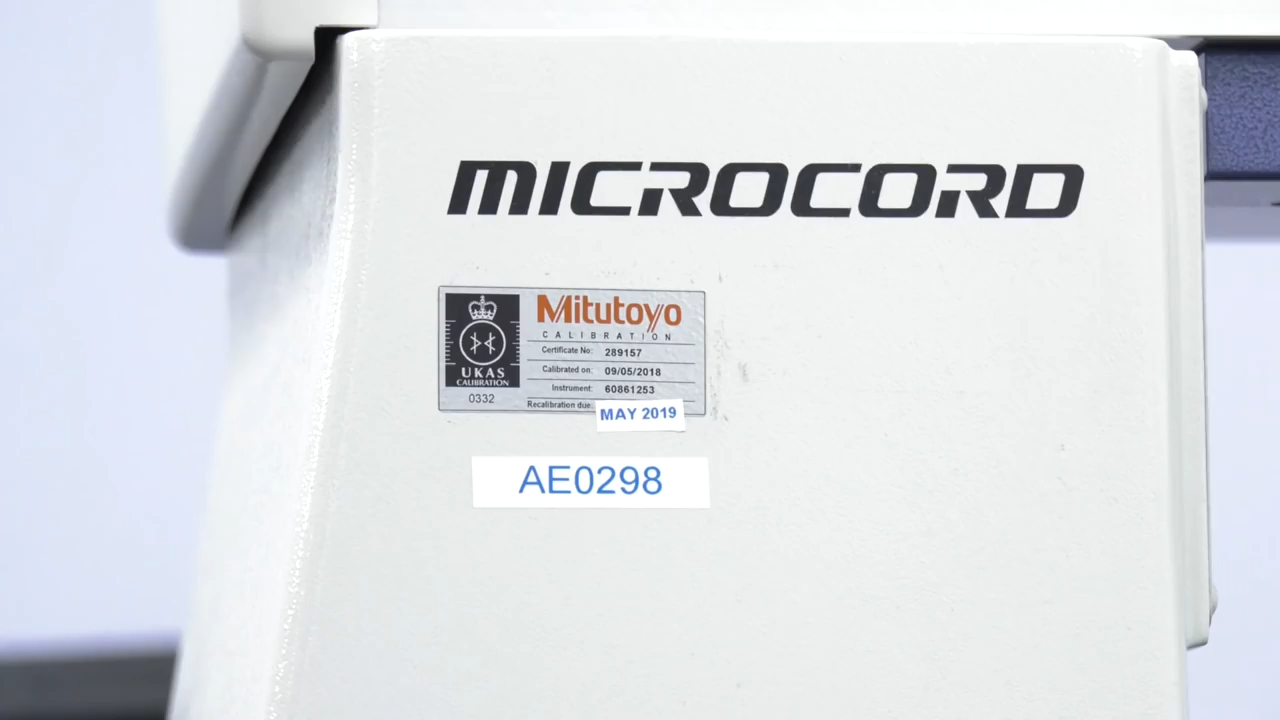 MICROCORD
Mitutoyo
CALIBRATION
Certificate No: 289157
Calibrated on: 09/05/2018
Instrument: 60861253
Recalibration due: MAY 2019
UKAS
CALIBRATION
0332
AE0298